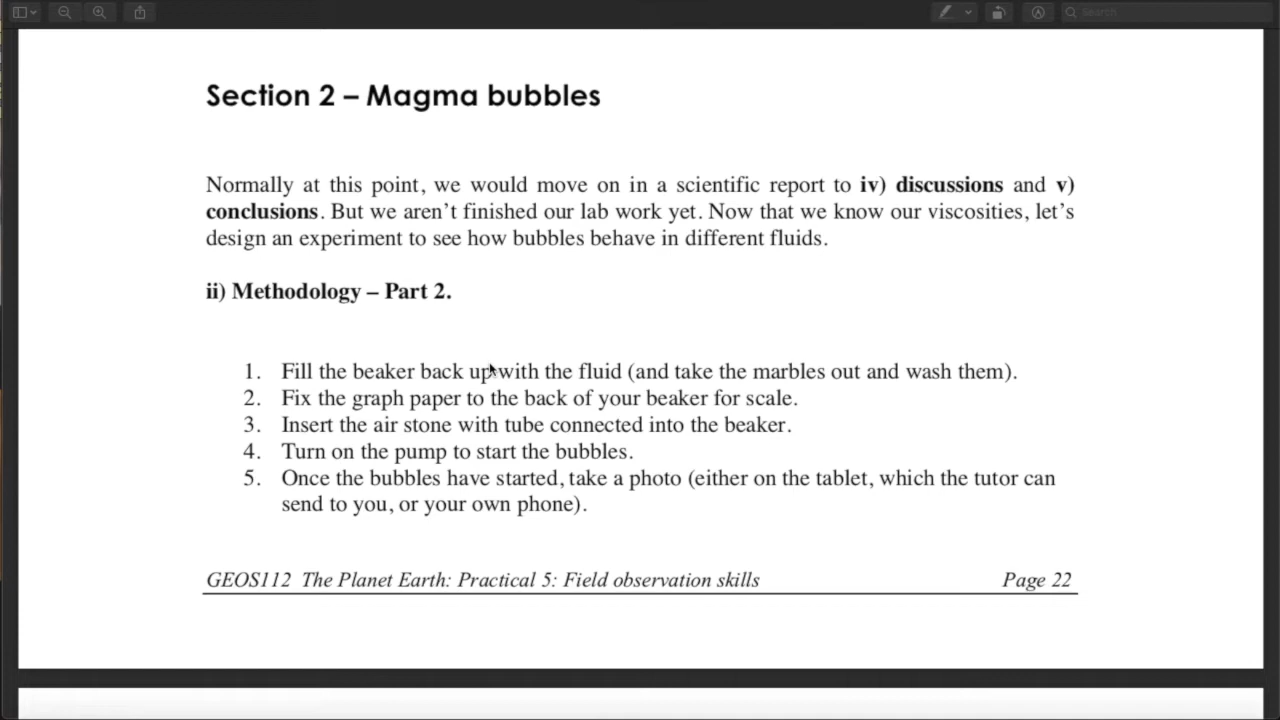 Search
Section 2 – Magma bubbles
Normally at this point, we would move on in a scientific report to iv) discussions and v)
conclusions. But we aren't finished our lab work yet. Now that we know our viscosities, let's
design an experiment to see how bubbles behave in different fluids.
ii) Methodology – Part 2.
1. Fill the beaker back up with the fluid (and take the marbles out and wash them).
2. Fix the graph paper to the back of your beaker for scale.
3. Insert the air stone with tube connected into the beaker.
4. Turn on the pump to start the bubbles.
5. Once the bubbles have started, take a photo (either on the tablet, which the tutor can
send to you, or your own phone).
GEOS112 The Planet Earth: Practical 5: Field observation skills Page 22